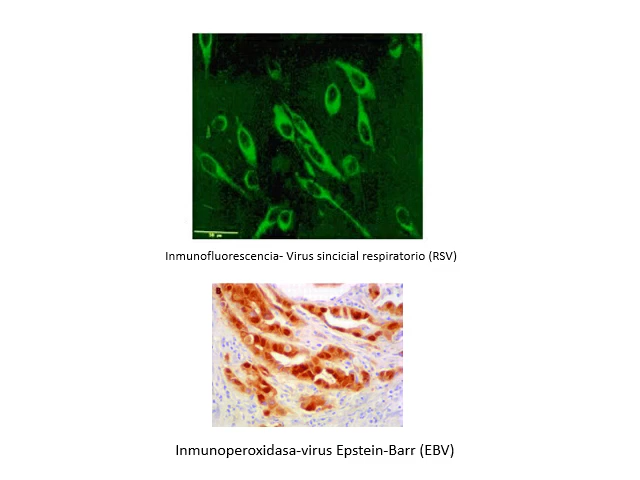 Inmunofluorescencia- Virus sincicial respiratorio (RSV)
Inmunoperoxidasa-virus Epstein-Barr (EBV)